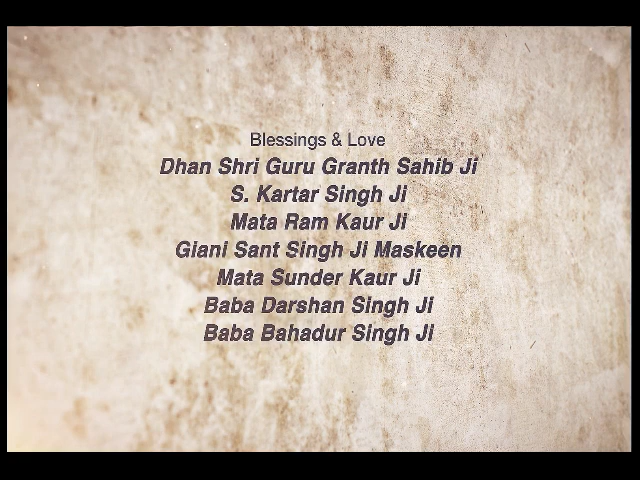 Blessings & Love
Dhan Shri Guru Granth Sahib Ji
S. Kartar Singh Ji
Mata Ram Kaur Ji
Giani Sant Singh Ji Maskeen
Mata Sunder Kaur Ji
Baba Darshan Singh Ji
Baba Bahadur Singh Ji